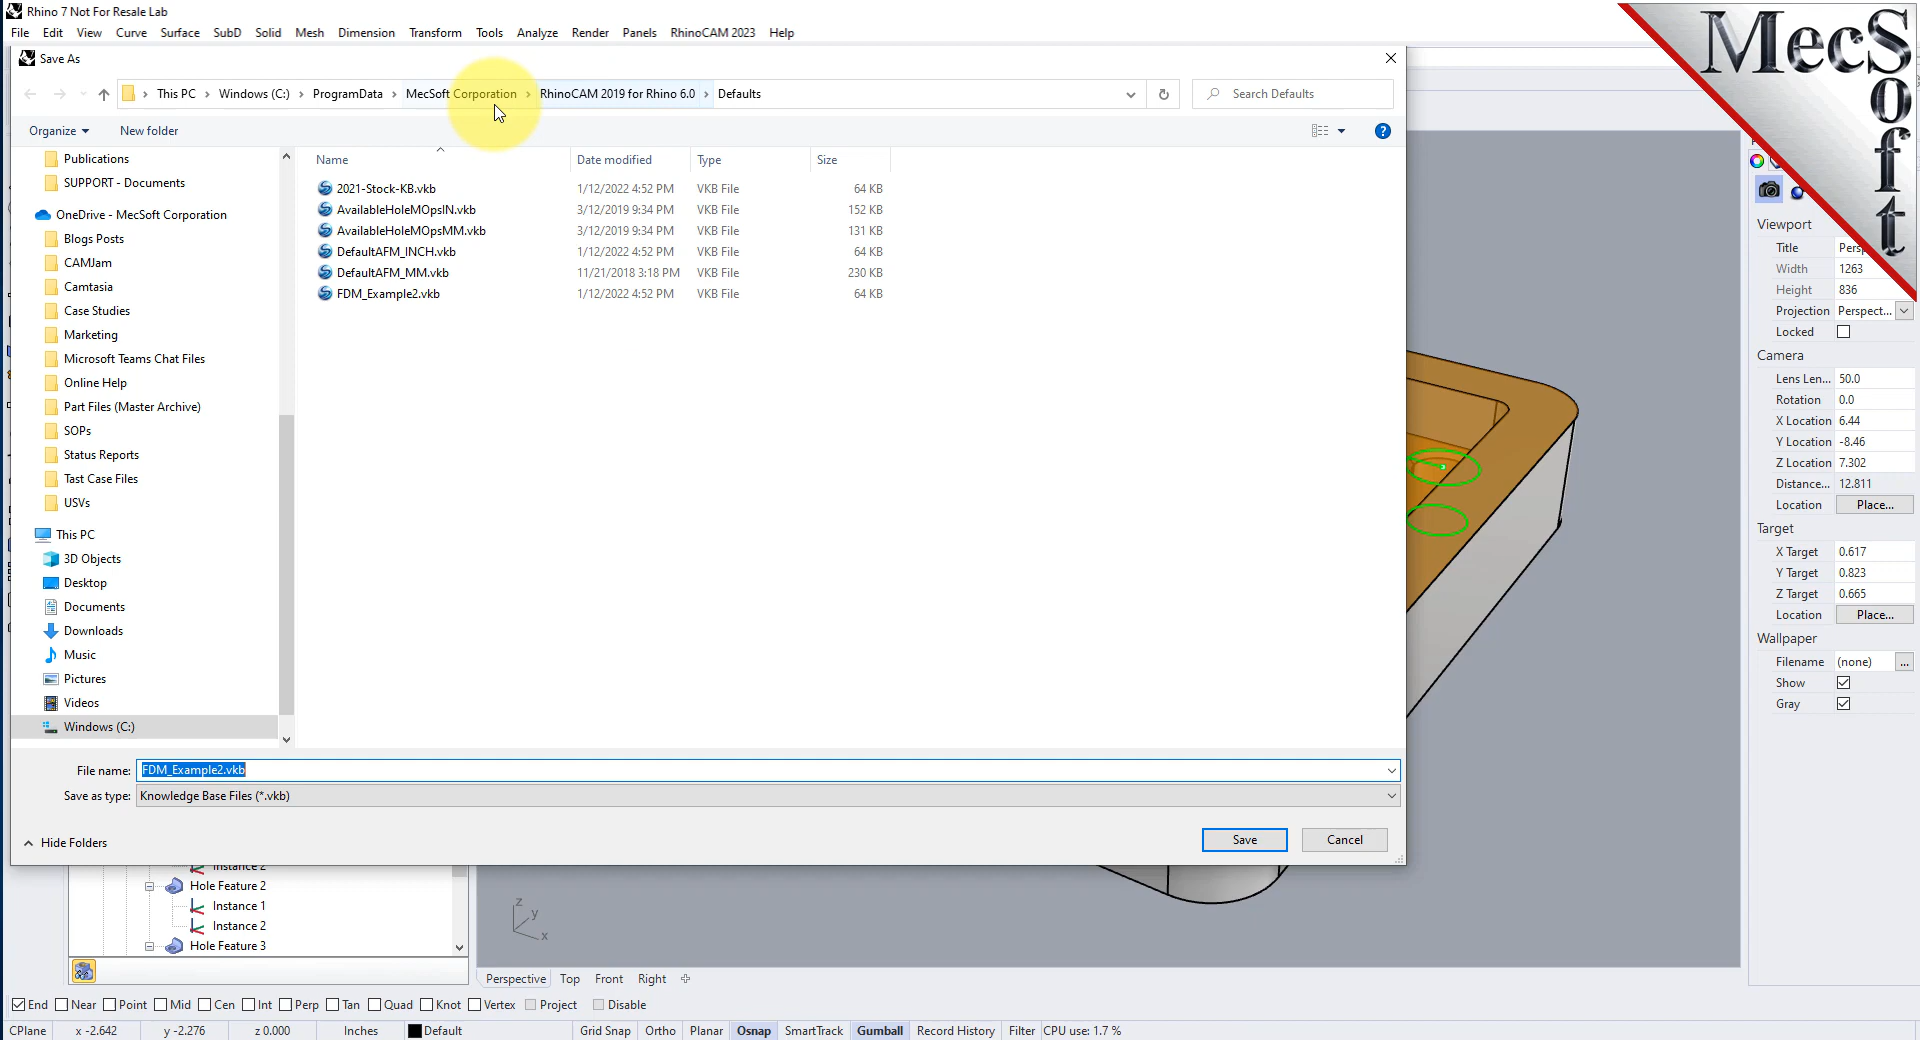 Rhino 7 Not For Resale Lab
File Edit View Curve Surface SubD Solid Mesh Dimension Transform Tools Analyze Render Panels RhinoCAM 2023 Help
MecSoft
Save As
This PC > Windows (C:) > ProgramData > MecSoft Corporation > RhinoCAM 2019 for Rhino 6.0 > Defaults
Search Defaults
Organize New folder
Name Date modified Type Size
2021-Stock-KB.vkb 1/12/2022 4:52 PM VKB File 64 KB
AvailableHoleMOpsIN.vkb 3/12/2019 9:34 PM VKB File 152 KB
AvailableHoleMOpsMM.vkb 3/12/2019 9:34 PM VKB File 131 KB
DefaultAFM_INCH.vkb 1/12/2022 4:52 PM VKB File 64 KB
DefaultAFM_MM.vkb 11/21/2018 3:18 PM VKB File 230 KB
FDM_Example2.vkb 1/12/2022 4:52 PM VKB File 64 KB
Publications
SUPPORT - Documents
OneDrive - MecSoft Corporation
Blogs Posts
CAMJam
Camtasia
Case Studies
Marketing
Microsoft Teams Chat Files
Online Help
Part Files (Master Archive)
SOPs
Status Reports
Tast Case Files
USVs
This PC
3D Objects
Desktop
Documents
Downloads
Music
Pictures
Videos
Windows (C:)
File name: FDM_Example2.vkb
Save as type: Knowledge Base Files (*.vkb)
Hide Folders
Save Cancel
Viewport
Title
Width 1263
Height 836
Projection Perspect...
Locked
Camera
Lens Len... 50.0
Rotation 0.0
X Location 6.44
Y Location -8.46
Z Location 7.302
Distance... 12.811
Location Place...
Target
X Target 0.617
Y Target 0.823
Z Target 0.665
Location Place...
Wallpaper
Filename (none) ...
Show
Gray
Instance 2
Hole Feature 2
Instance 1
Instance 2
Hole Feature 3
z
y
x
Perspective Top Front Right
End Near Point Mid Cen Int Perp Tan Quad Knot Vertex Project Disable
CPlane x -2.642 y -2.276 z 0.000 Inches Default Grid Snap Ortho Planar Osnap SmartTrack Gumball Record History Filter CPU use: 1.7 %